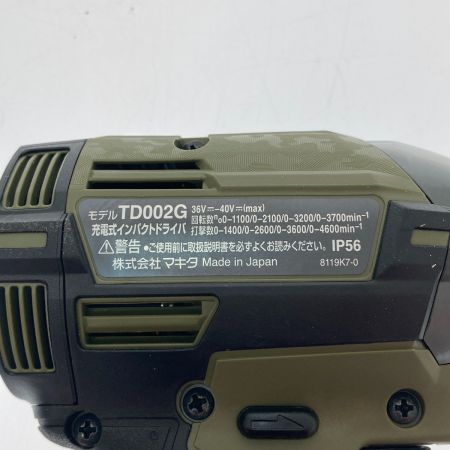 モデル TD002G 36V⎓-40V⎓(max)
充電式インパクトドライバ 回転数n₀0-1100/0-2100/0-3200/0-3700min⁻¹
打撃数0-1400/0-2600/0-3600/0-4600min⁻¹
⚠警告 •ご使用前に取扱説明書を必ずよくお読みください。 IP56
株式会社 マキタ Made in Japan 8119K7-0